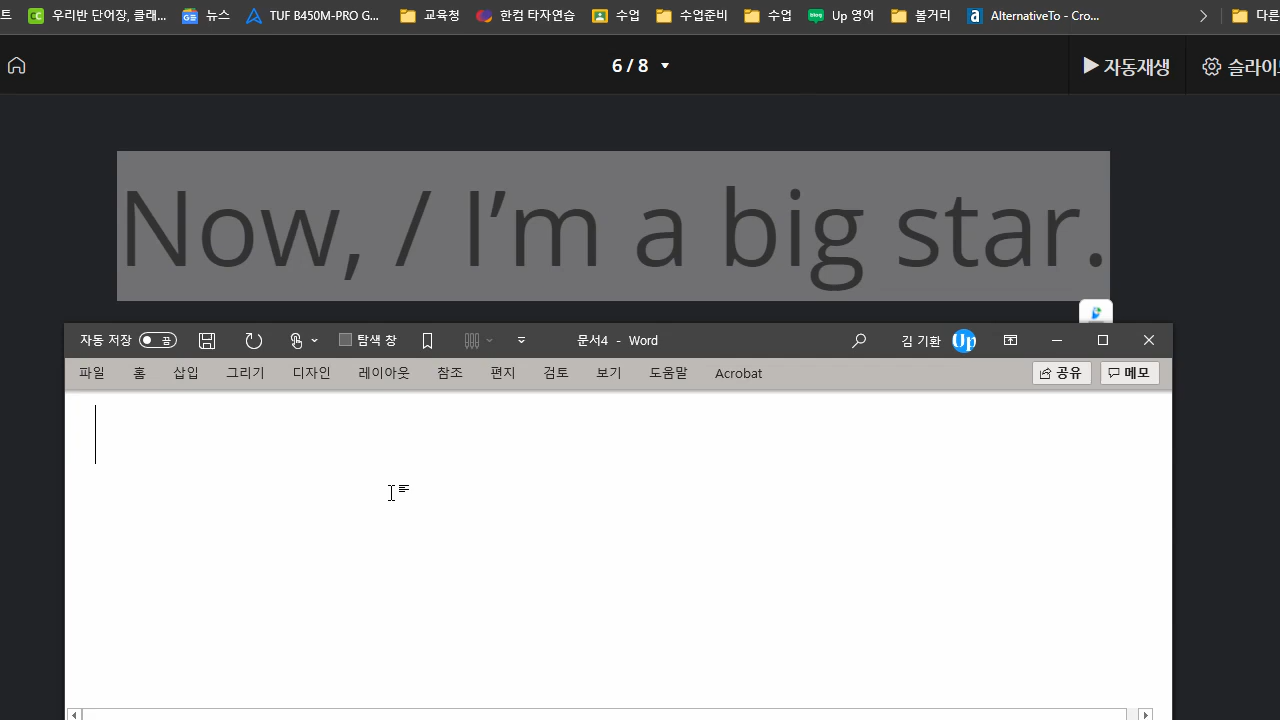 트 우리반 단어장, 클래... 뉴스 TUF B450M-PRO G... 교육청 한컴 타자연습 수업 수업준비 수업 Up 영어 볼거리 AlternativeTo - Cro... 다른
6 / 8 자동재생 슬라이드
Now, / I’m a big star.
자동 저장 끔 탐색 창 문서4 - Word 김 기환 Up
파일 홈 삽입 그리기 디자인 레이아웃 참조 편지 검토 보기 도움말 Acrobat 공유 메모